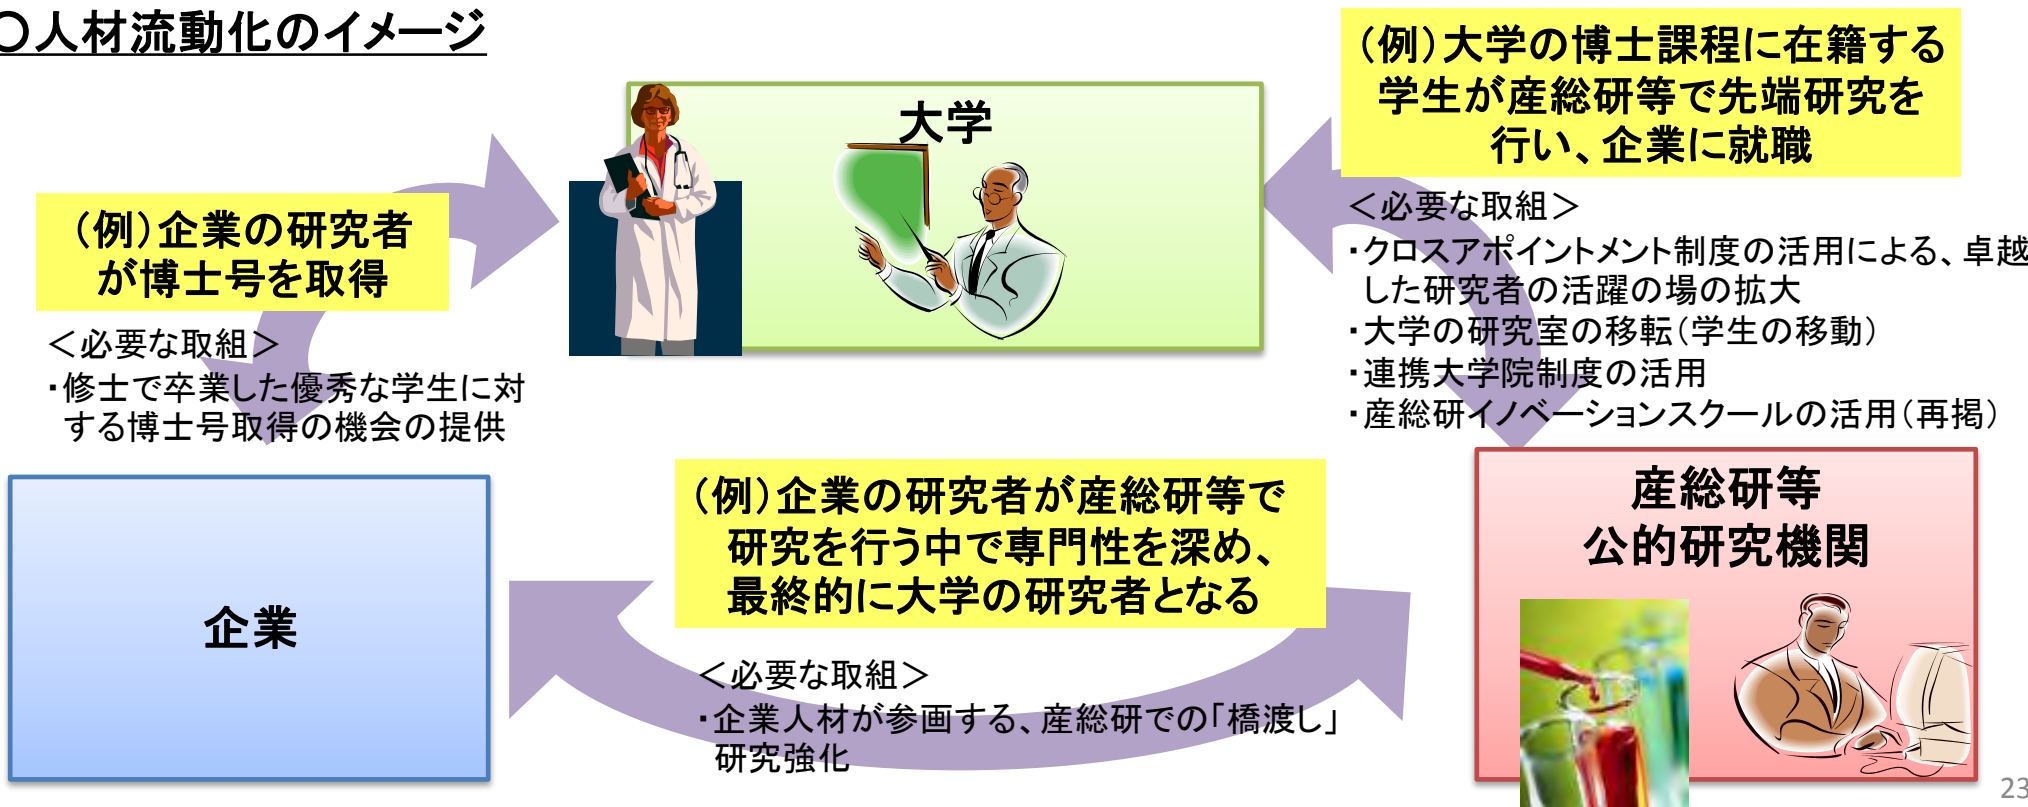 〇人材流動化のイメージ
(例)大学の博士課程に在籍する
学生が産総研等で先端研究を
行い、企業に就職
大学
<必要な取組>
・クロスアポイントメント制度の活用による、卓越
した研究者の活躍の場の拡大
・大学の研究室の移転(学生の移動)
・連携大学院制度の活用
・産総研イノベーションスクールの活用(再掲)
(例)企業の研究者
が博士号を取得
<必要な取組>
・修士で卒業した優秀な学生に対
する博士号取得の機会の提供
(例)企業の研究者が産総研等で
研究を行う中で専門性を深め、
最終的に大学の研究者となる
<必要な取組>
・企業人材が参画する、産総研での「橋渡し」
研究強化
企業
産総研等
公的研究機関
23